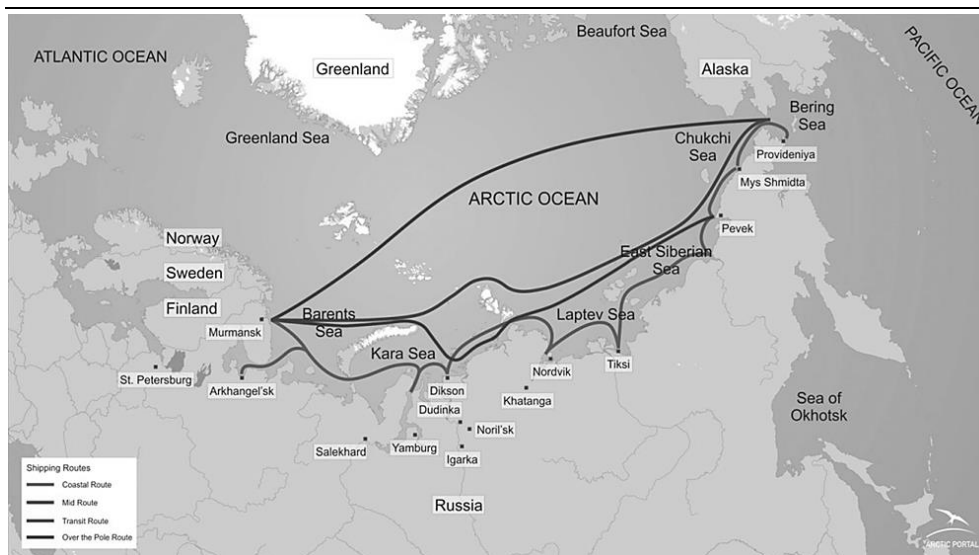 ATLANTIC OCEAN
Greenland
Beaufort Sea
Alaska
PACIFIC OCEAN
Bering
Sea
Greenland Sea
Chukchi
Sea
Provideniya
Mys Shmidta
ARCTIC OCEAN
Pevek
Norway
Sweden
Finland
East Siberian
Sea
Murmansk
Barents
Sea
Laptev Sea
Kara Sea
St. Petersburg
Arkhangel'sk
Dikson
Nordvik
Tiksi
Khatanga
Dudinka
Sea of
Okhotsk
Noril'sk
Salekhard
Yamburg
Igarka
Russia
Shipping Routes
Coastal Route
Mid Route
Transit Route
Over the Pole Route
ARCTIC PORTAL